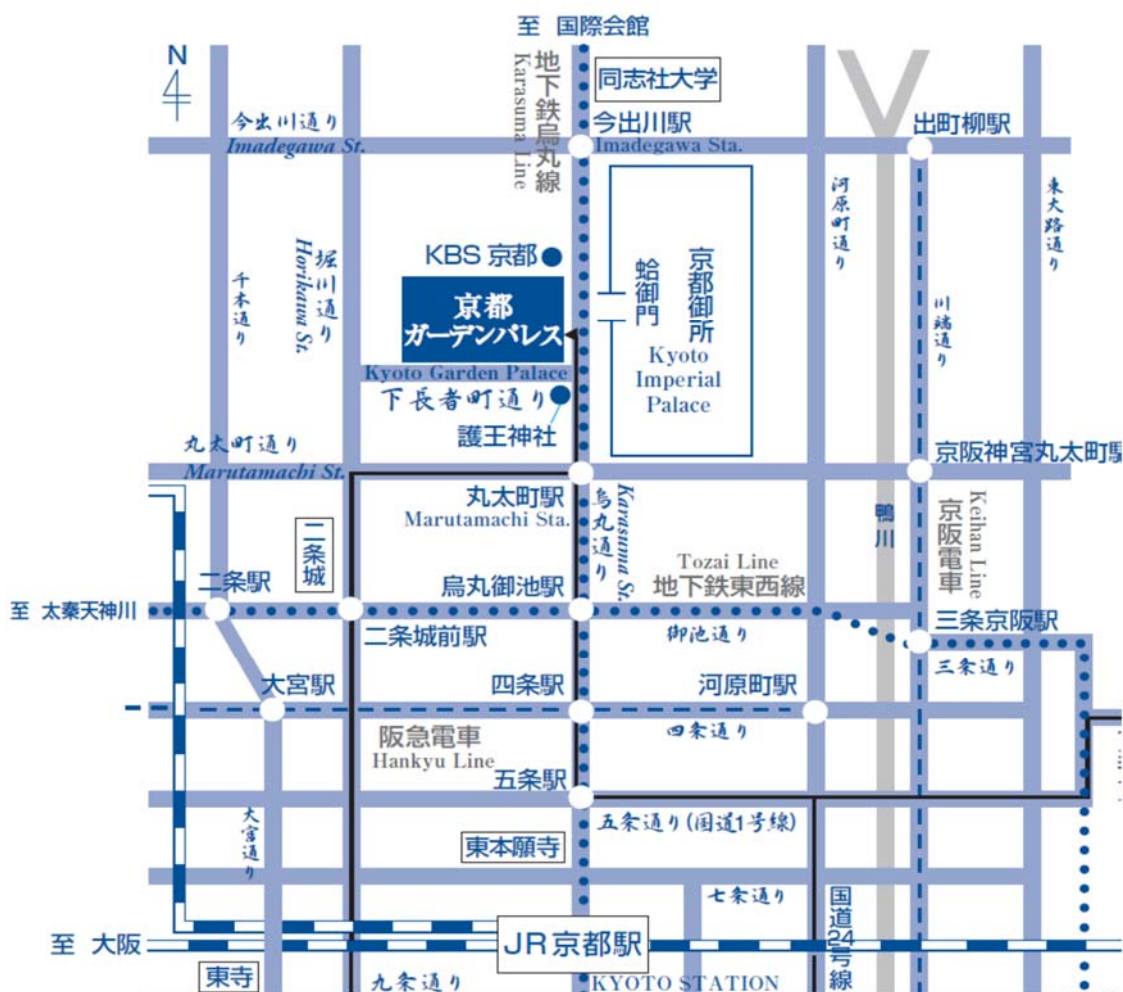 至 国際会館
N
地下鉄烏丸線
Karasuma Line
同志社大学
今出川通り
Imadegawa St.
今出川駅
Imadegawa Sta.
出町柳駅
千本通り
堀川通り
Horikawa St.
KBS 京都
京都
ガーデンパレス
Kyoto Garden Palace
下長者町通り
護王神社
蛤御門
京都御所
Kyoto
Imperial
Palace
河原町通り
川端通り
東大路通り
丸太町通り
Marutamachi St.
丸太町駅
Marutamachi Sta.
烏丸通り
Karasuma St.
京阪神宮丸太町駅
鴨川
京阪電車
Keihan Line
二条城
Tozai Line
地下鉄東西線
二条駅
烏丸御池駅
至 太秦天神川
二条城前駅
御池通り
三条京阪駅
三条通り
大宮駅
四条駅
河原町駅
阪急電車
Hankyu Line
四条通り
五条駅
大宮通り
五条通り(国道1号線)
東本願寺
七条通り
国道24号線
至 大阪
JR京都駅
KYOTO STATION
東寺
九条通り